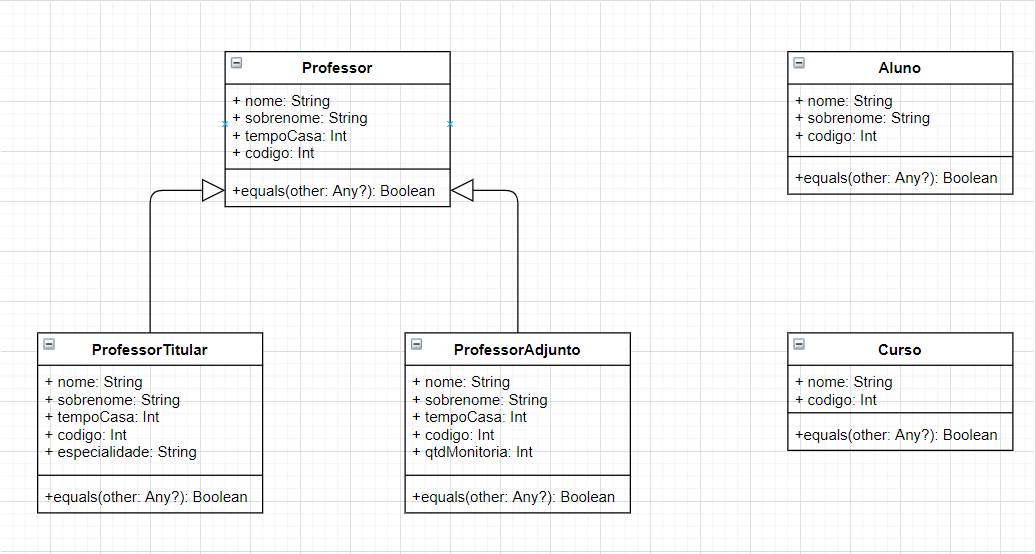 Professor
+ nome: String
+ sobrenome: String
+ tempoCasa: Int
+ codigo: Int
+equals(other: Any?): Boolean
Aluno
+ nome: String
+ sobrenome: String
+ codigo: Int
+equals(other: Any?): Boolean
ProfessorTitular
+ nome: String
+ sobrenome: String
+ tempoCasa: Int
+ codigo: Int
+ especialidade: String
+equals(other: Any?): Boolean
ProfessorAdjunto
+ nome: String
+ sobrenome: String
+ tempoCasa: Int
+ codigo: Int
+ qtdMonitoria: Int
+equals(other: Any?): Boolean
Curso
+ nome: String
+ codigo: Int
+equals(other: Any?): Boolean